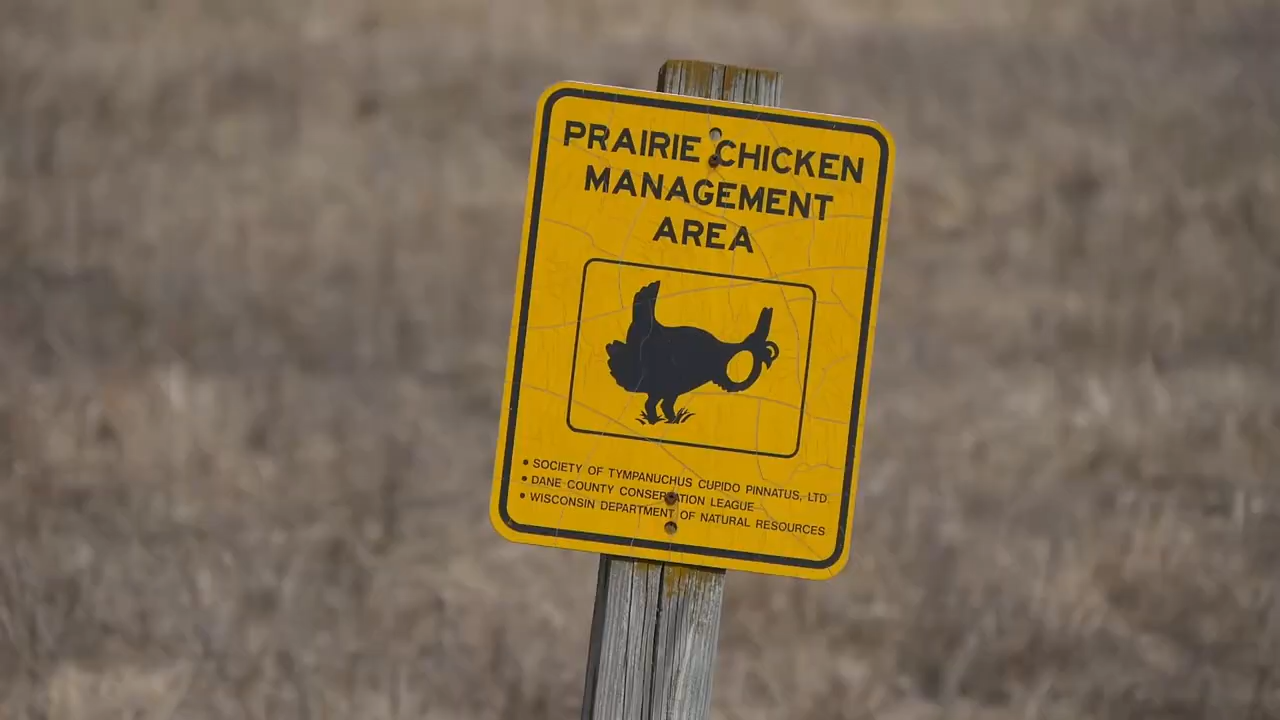 PRAIRIE CHICKEN
MANAGEMENT
AREA
• SOCIETY OF TYMPANUCHUS CUPIDO PINNATUS, LTD
• DANE COUNTY CONSERVATION LEAGUE
• WISCONSIN DEPARTMENT OF NATURAL RESOURCES